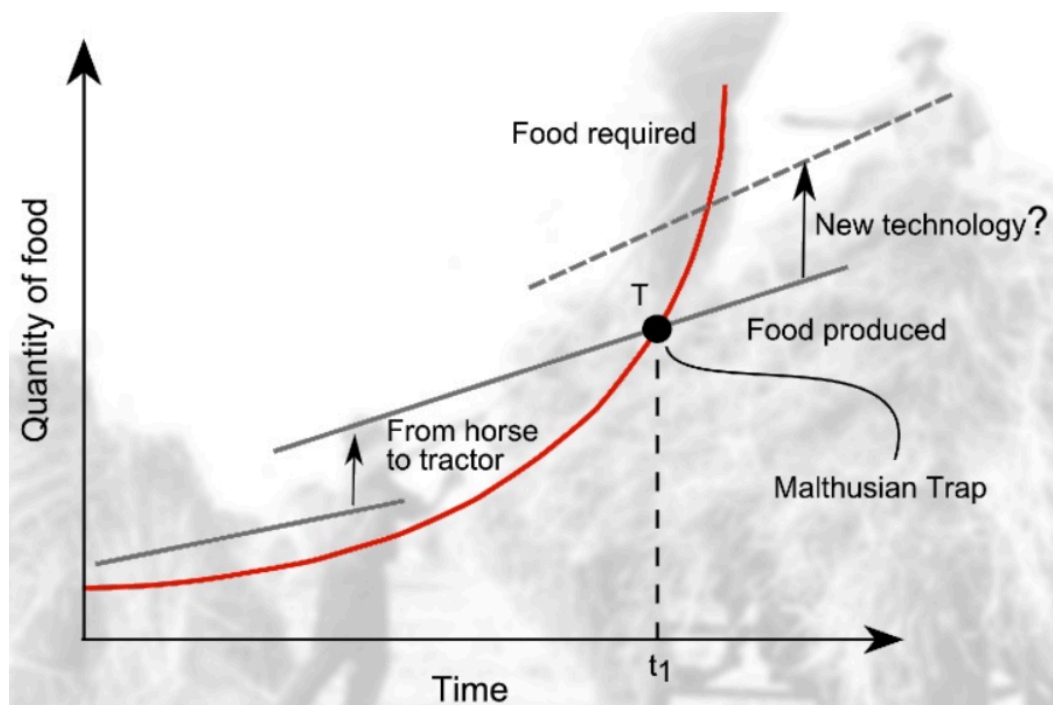 Food required
New technology?
T
Food produced
From horse
to tractor
Malthusian Trap
Quantity of food
t1
Time